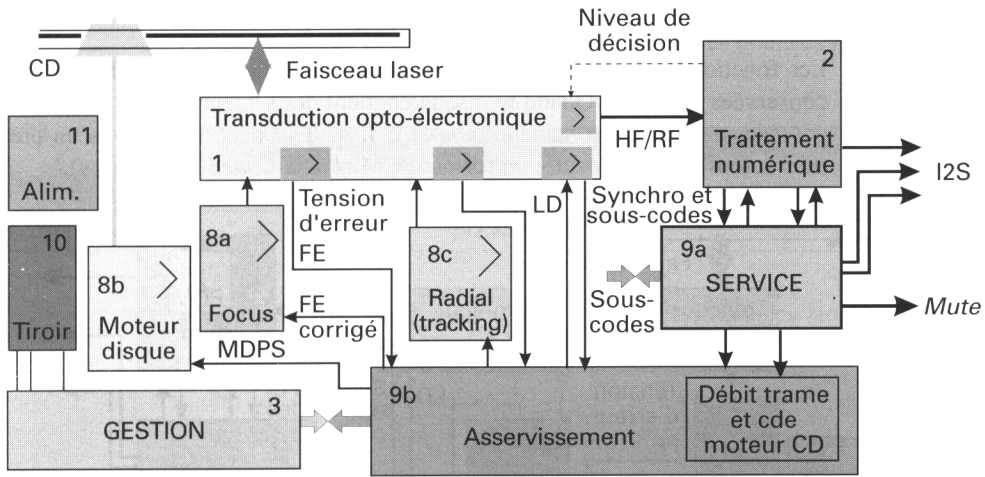 Niveau de
décision
CD
Faisceau laser
2
Traitement
numérique
Transduction opto-électronique
1
HF/RF
I2S
11
Alim.
Tension
d'erreur
FE
LD
Synchro et
sous-codes
8a
Focus
8c
Radial
(tracking)
9a
SERVICE
10
Tiroir
8b
Moteur
disque
FE
corrigé
Sous-
codes
Mute
MDPS
3
GESTION
9b
Asservissement
Débit trame
et cde
moteur CD